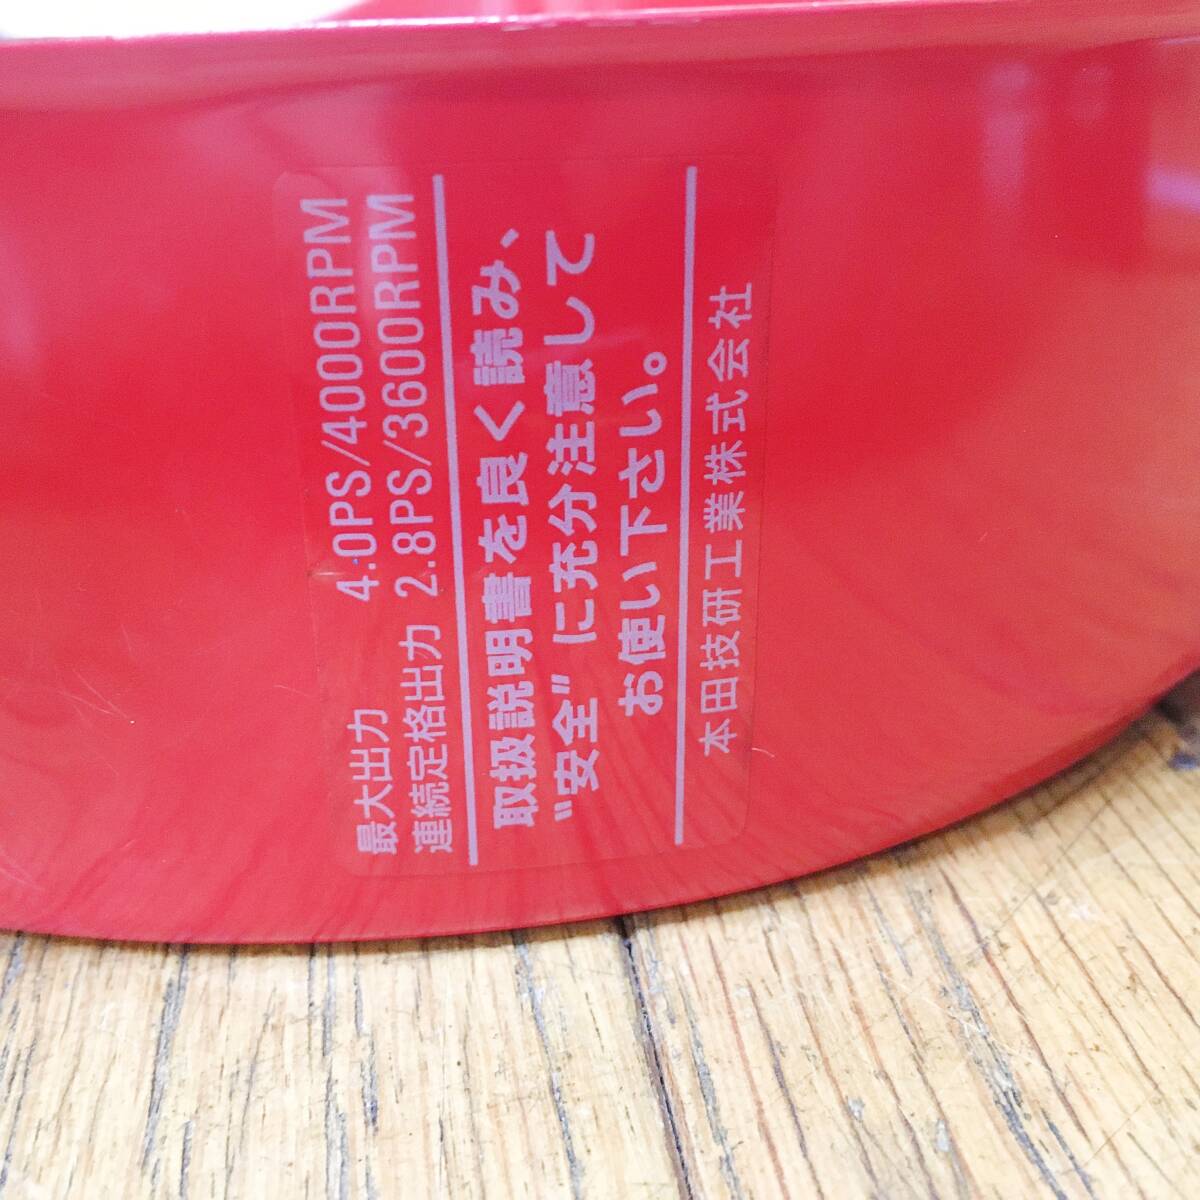 最大出力 4.0PS/4000RPM
連続定格出力 2.8PS/3600RPM
取扱説明書を良く読み、
"安全"に充分注意して
お使い下さい。
本田技研工業株式会社